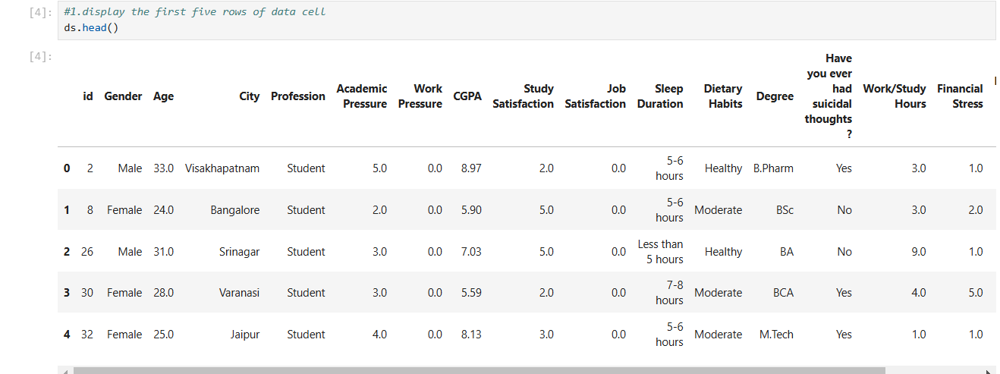 [4]: #1.display the first five rows of data cell
ds.head()
[4]:
id Gender Age City Profession Academic Pressure Work Pressure CGPA Study Satisfaction Job Satisfaction Sleep Duration Dietary Habits Degree Have you ever had suicidal thoughts ? Work/Study Hours Financial Stress
0 2 Male 33.0 Visakhapatnam Student 5.0 0.0 8.97 2.0 0.0 5-6 hours Healthy B.Pharm Yes 3.0 1.0
1 8 Female 24.0 Bangalore Student 2.0 0.0 5.90 5.0 0.0 5-6 hours Moderate BSc No 3.0 2.0
2 26 Male 31.0 Srinagar Student 3.0 0.0 7.03 5.0 0.0 Less than 5 hours Healthy BA No 9.0 1.0
3 30 Female 28.0 Varanasi Student 3.0 0.0 5.59 2.0 0.0 7-8 hours Moderate BCA Yes 4.0 5.0
4 32 Female 25.0 Jaipur Student 4.0 0.0 8.13 3.0 0.0 5-6 hours Moderate M.Tech Yes 1.0 1.0